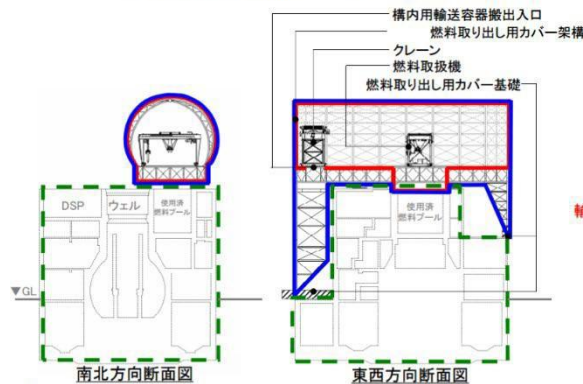 構内用輸送容器搬出入口
燃料取り出し用カバー架構
クレーン
燃料取扱機
燃料取り出し用カバー基礎
DSP
ウェル
使用済
燃料プール
使用済
燃料プール
▼GL
南北方向断面図
東西方向断面図